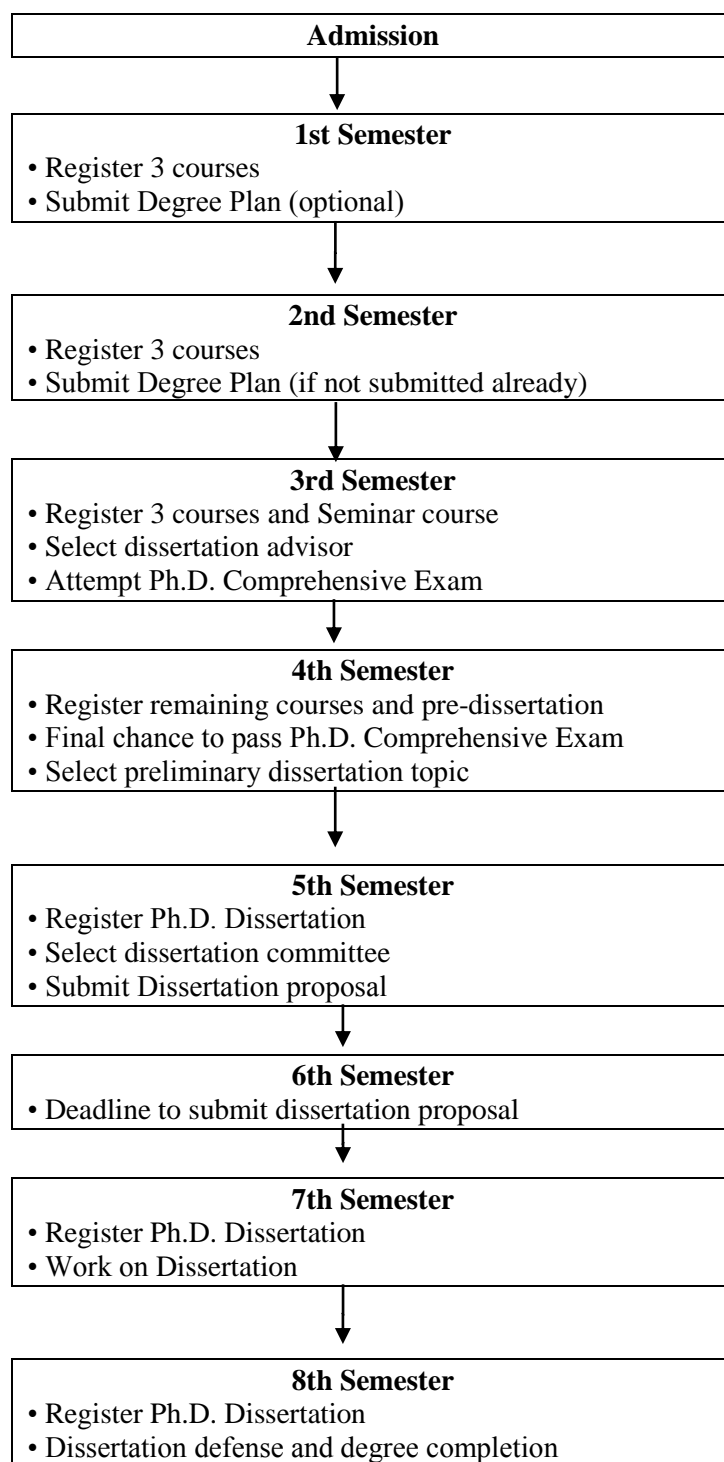 Admission
1st Semester
• Register 3 courses
• Submit Degree Plan (optional)
2nd Semester
• Register 3 courses
• Submit Degree Plan (if not submitted already)
3rd Semester
• Register 3 courses and Seminar course
• Select dissertation advisor
• Attempt Ph.D. Comprehensive Exam
4th Semester
• Register remaining courses and pre-dissertation
• Final chance to pass Ph.D. Comprehensive Exam
• Select preliminary dissertation topic
5th Semester
• Register Ph.D. Dissertation
• Select dissertation committee
• Submit Dissertation proposal
6th Semester
• Deadline to submit dissertation proposal
7th Semester
• Register Ph.D. Dissertation
• Work on Dissertation
8th Semester
• Register Ph.D. Dissertation
• Dissertation defense and degree completion